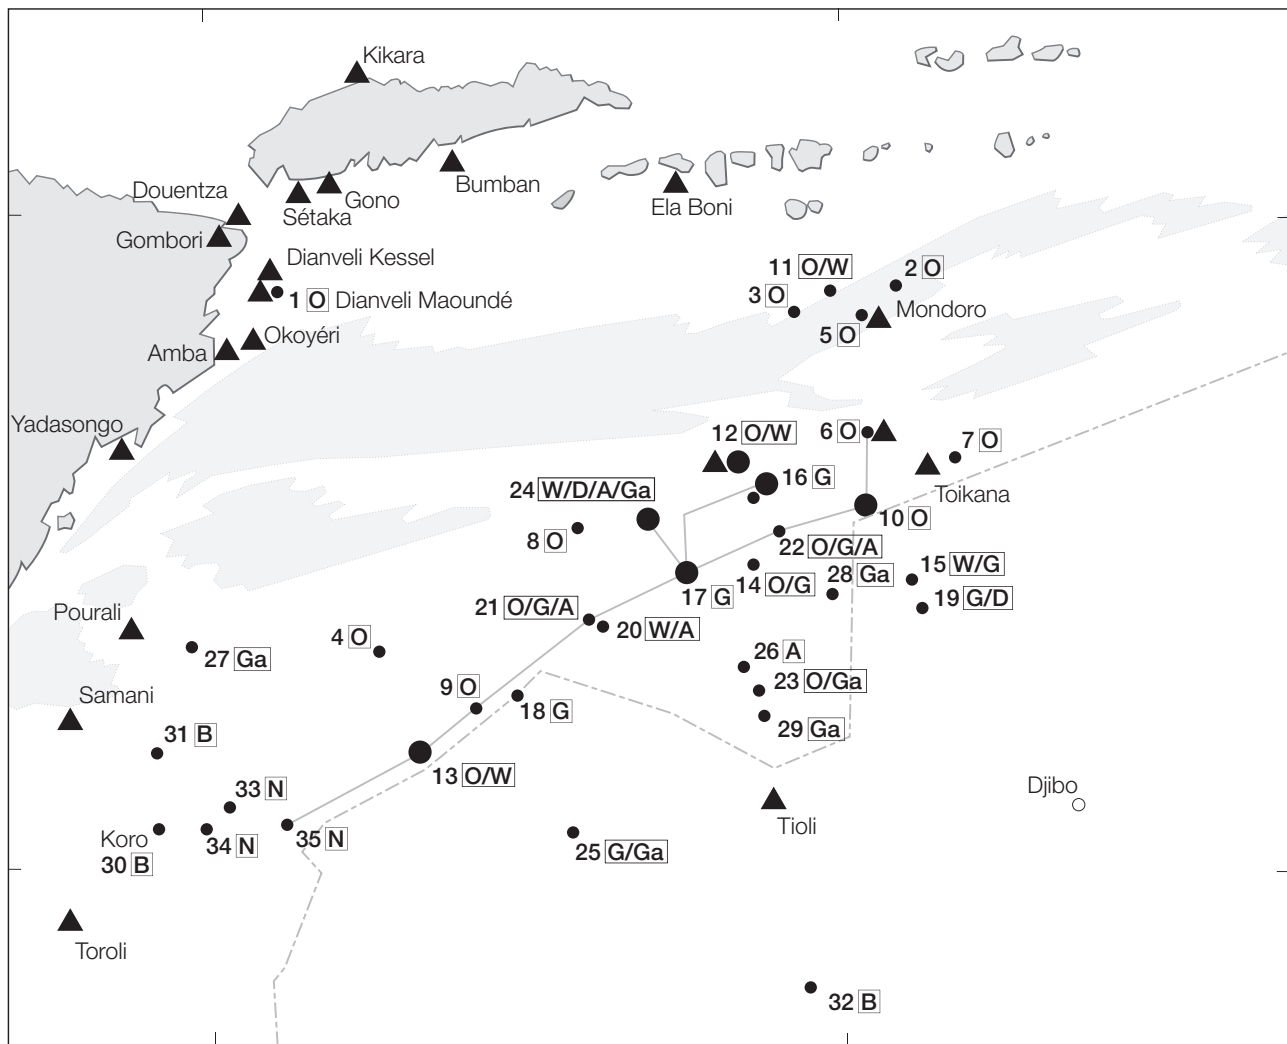 Kikara
Bumban
Gono
Sétaka
Douentza
Gombori
Ela Boni
Dianveli Kessel
1 O Dianveli Maoundé
11 O/W
2 O
3 O
Mondoro
5 O
Okoyéri
Amba
Yadasongo
12 O/W
6 O
7 O
16 G
Toikana
24 W/D/A/Ga
10 O
8 O
22 O/G/A
15 W/G
28 Ga
14 O/G
17 G
19 G/D
21 O/G/A
20 W/A
Pourali
4 O
27 Ga
26 A
23 O/Ga
9 O
18 G
Samani
29 Ga
31 B
13 O/W
33 N
Djibo
Koro
34 N
35 N
Tioli
30 B
25 G/Ga
Toroli
32 B